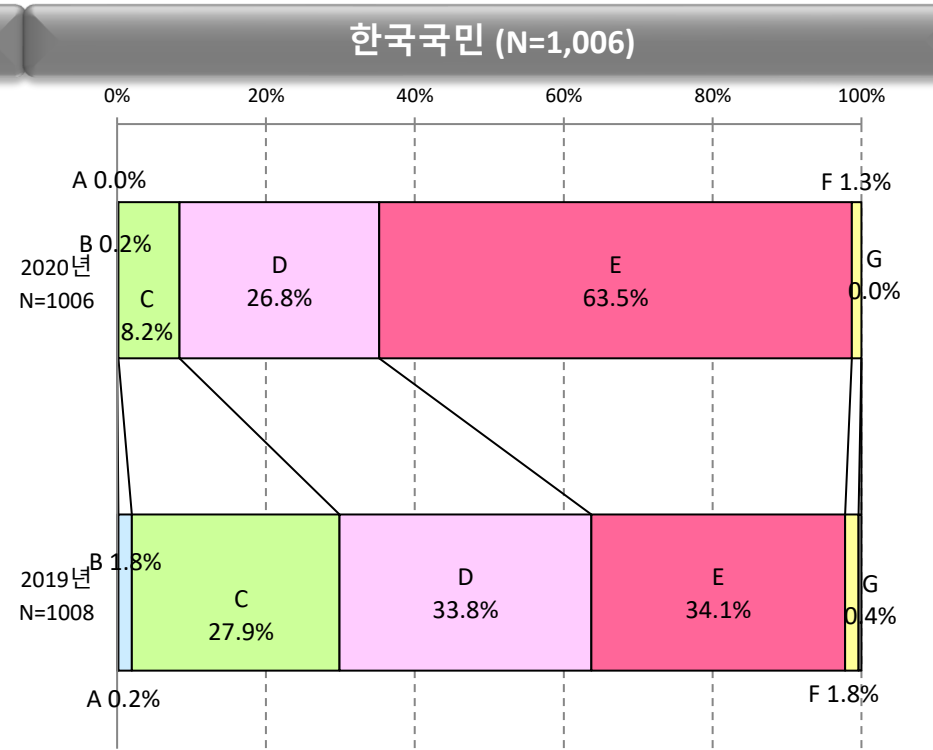 한국국민 (N=1,006)
0% 20% 40% 60% 80% 100%
A 0.0%
F 1.3%
2020년
N=1006
B 0.2%
C
8.2%
D
26.8%
E
63.5%
G
0.0%
2019년
N=1008
B 1.8%
C
27.9%
D
33.8%
E
34.1%
G
0.4%
A 0.2%
F 1.8%